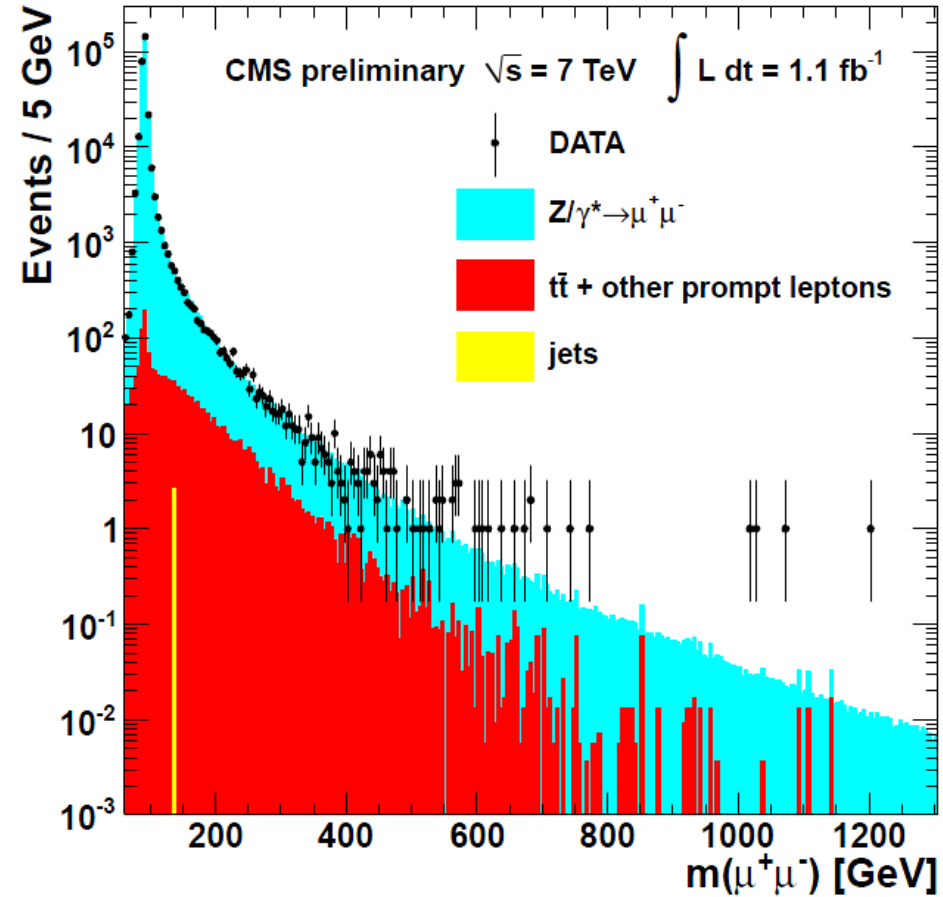 Events / 5 GeV
10⁵
10⁴
10³
10²
10
1
10⁻¹
10⁻²
10⁻³
CMS preliminary √s = 7 TeV ∫ L dt = 1.1 fb⁻¹
DATA
Z/γ*→μ⁺μ⁻
tt̄ + other prompt leptons
jets
200 400 600 800 1000 1200
m(μ⁺μ⁻) [GeV]